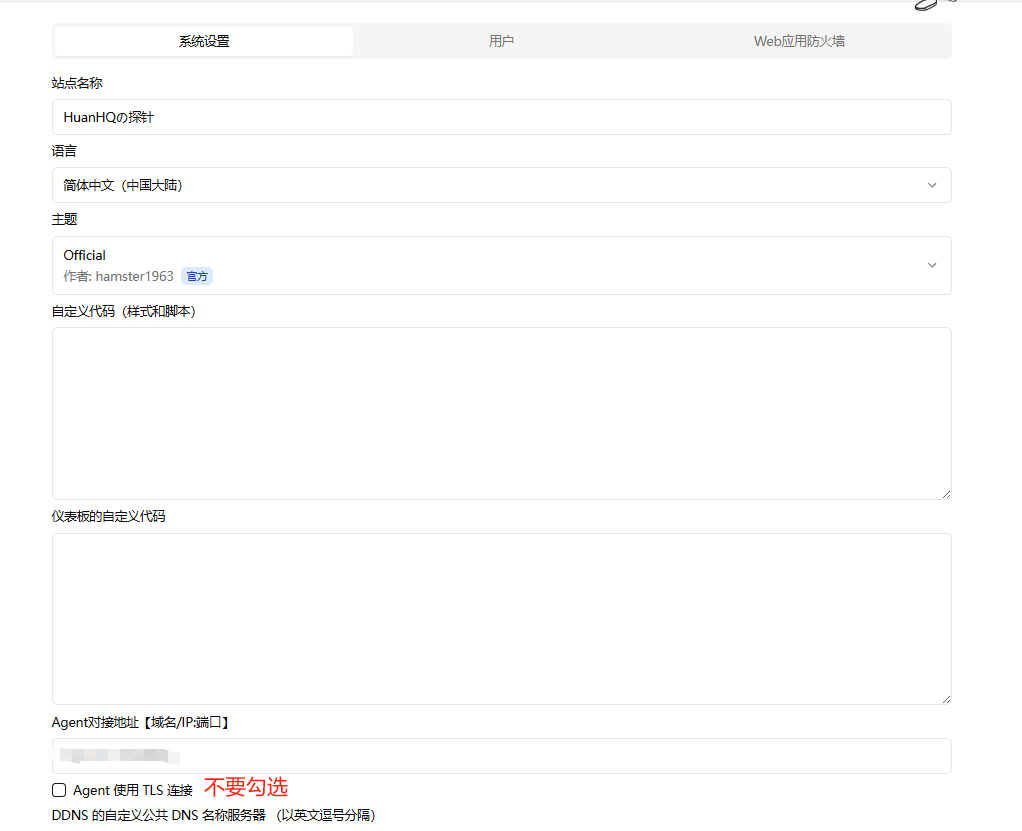 系统设置
用户
Web应用防火墙
站点名称
HuanHQの探针
语言
简体中文（中国大陆）
主题
Official
作者: hamster1963 官方
自定义代码（样式和脚本）
仪表板的自定义代码
Agent对接地址【域名/IP:端口】
Agent 使用 TLS 连接 不要勾选
DDNS 的自定义公共 DNS 名称服务器 （以英文逗号分隔）